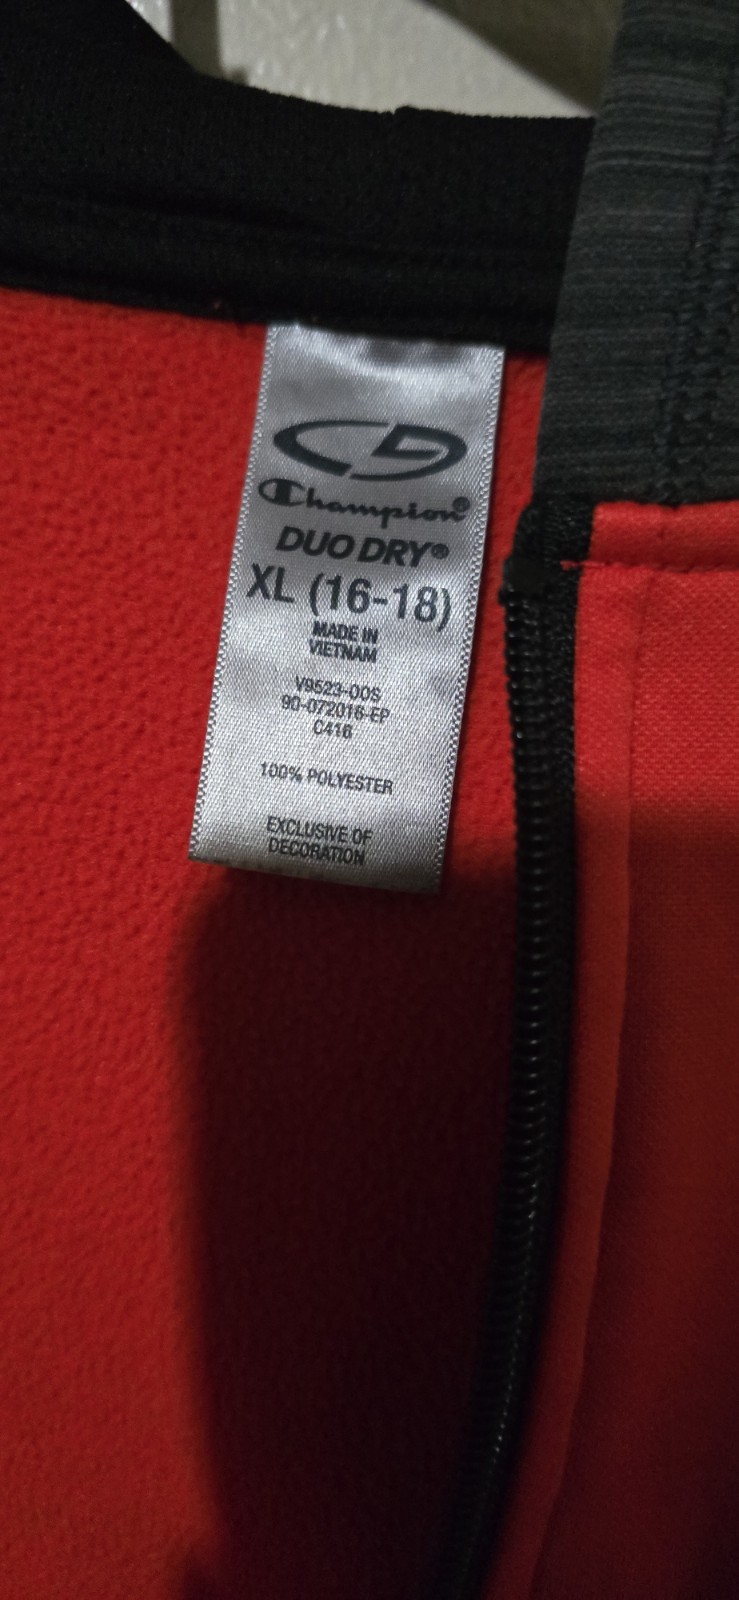 Champion®
DUO DRY®
XL (16-18)
MADE IN
VIETNAM
V9523-00S
90-072016-EP
C416
100% POLYESTER
EXCLUSIVE OF
DECORATION